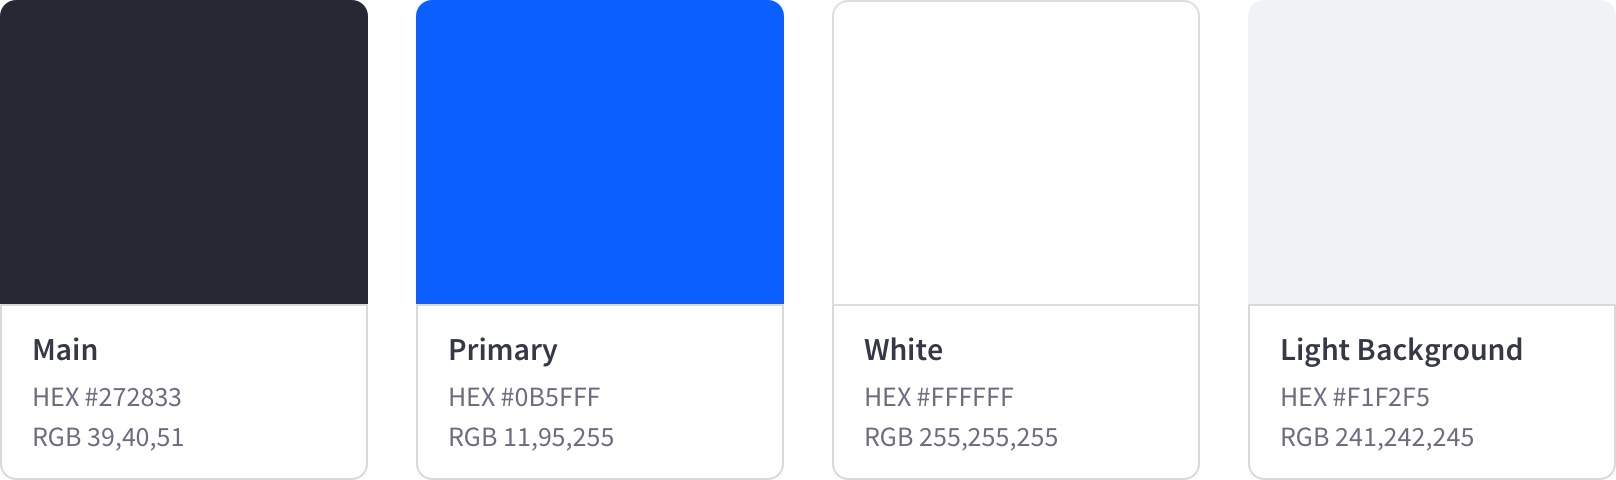 Main
HEX #272833
RGB 39,40,51
Primary
HEX #0B5FFF
RGB 11,95,255
White
HEX #FFFFFF
RGB 255,255,255
Light Background
HEX #F1F2F5
RGB 241,242,245